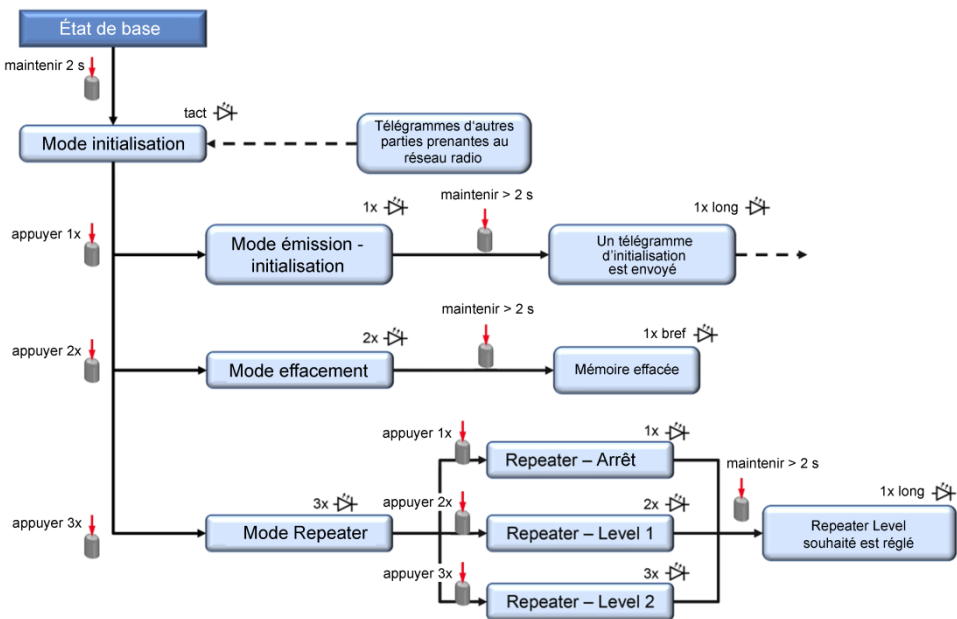 État de base
maintenir 2 s
tact
Mode initialisation
Télégrammes d'autres
parties prenantes au
réseau radio
maintenir > 2 s
1x
1x long
appuyer 1x
Mode émission -
initialisation
Un télégramme
d'initialisation
est envoyé
maintenir > 2 s
2x
1x bref
appuyer 2x
Mode effacement
Mémoire effacée
appuyer 1x
1x
Repeater – Arrêt
maintenir > 2 s
3x
appuyer 2x
2x
1x long
appuyer 3x
Mode Repeater
Repeater – Level 1
Repeater Level
souhaité est réglé
appuyer 3x
3x
Repeater – Level 2